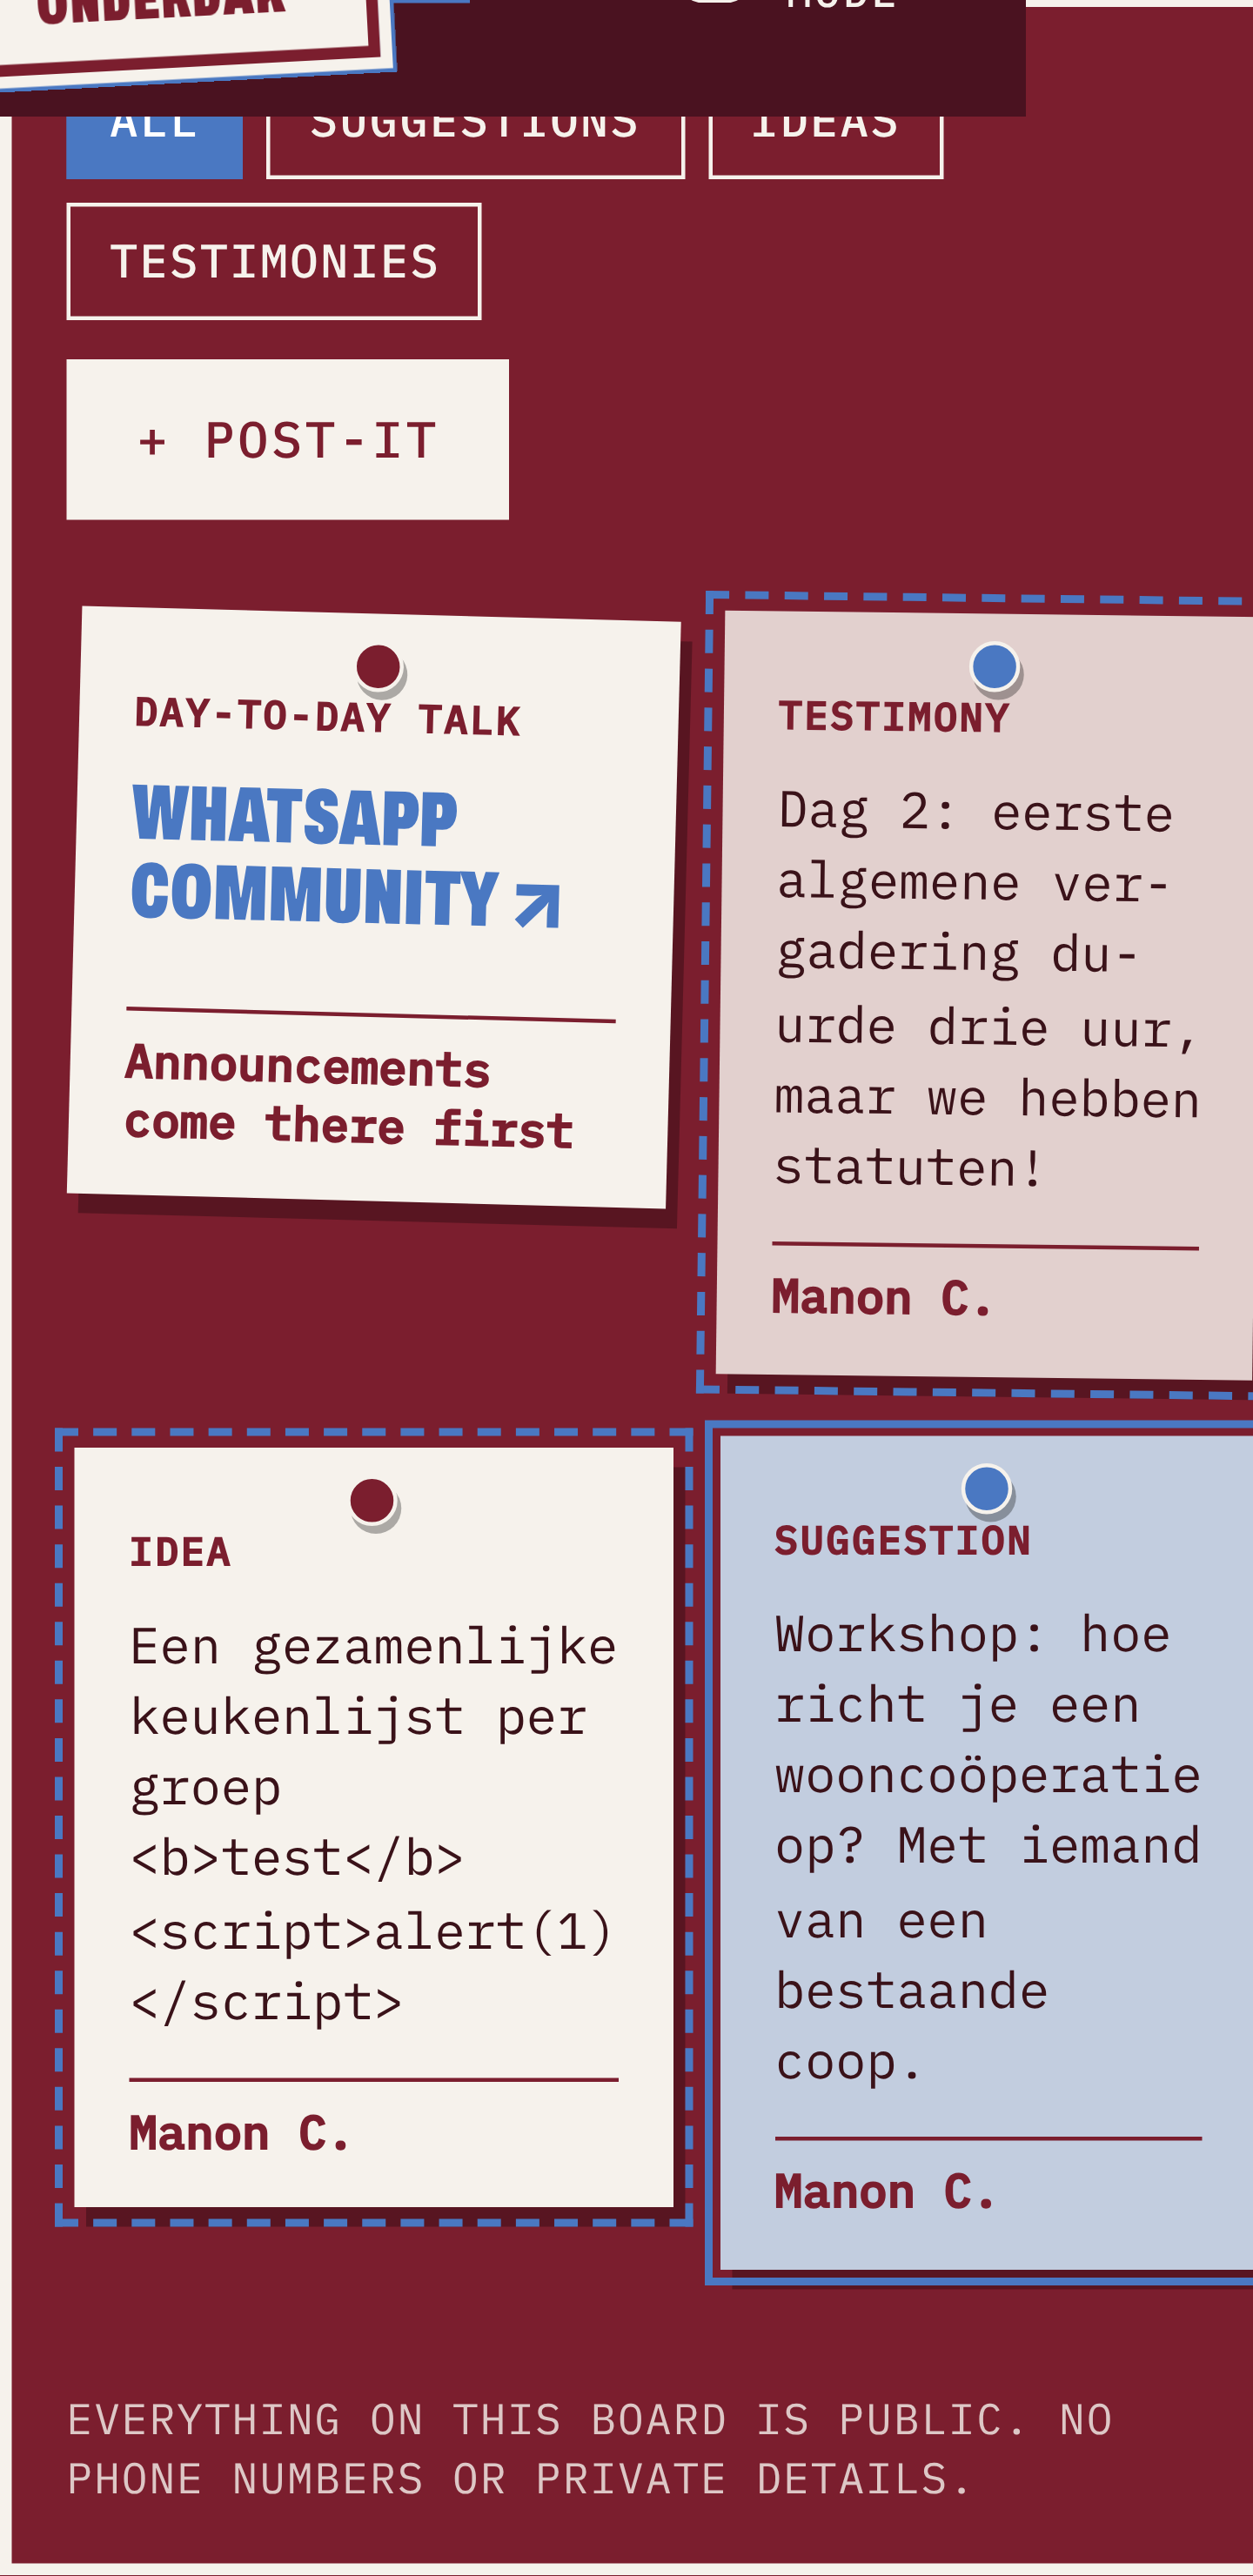 UNDERBAR
MODE
ALL
SUGGESTIONS
IDEAS
TESTIMONIES
+ POST-IT
DAY-TO-DAY TALK
WHATSAPP
COMMUNITY↗
Announcements
come there first
TESTIMONY
Dag 2: eerste
algemene ver-
gadering du-
urde drie uur,
maar we hebben
statuten!
Manon C.
IDEA
Een gezamenlijke
keukenlijst per
groep
<b>test</b>
<script>alert(1)
</script>
Manon C.
SUGGESTION
Workshop: hoe
richt je een
wooncoöperatie
op? Met iemand
van een
bestaande
coop.
Manon C.
EVERYTHING ON THIS BOARD IS PUBLIC. NO
PHONE NUMBERS OR PRIVATE DETAILS.